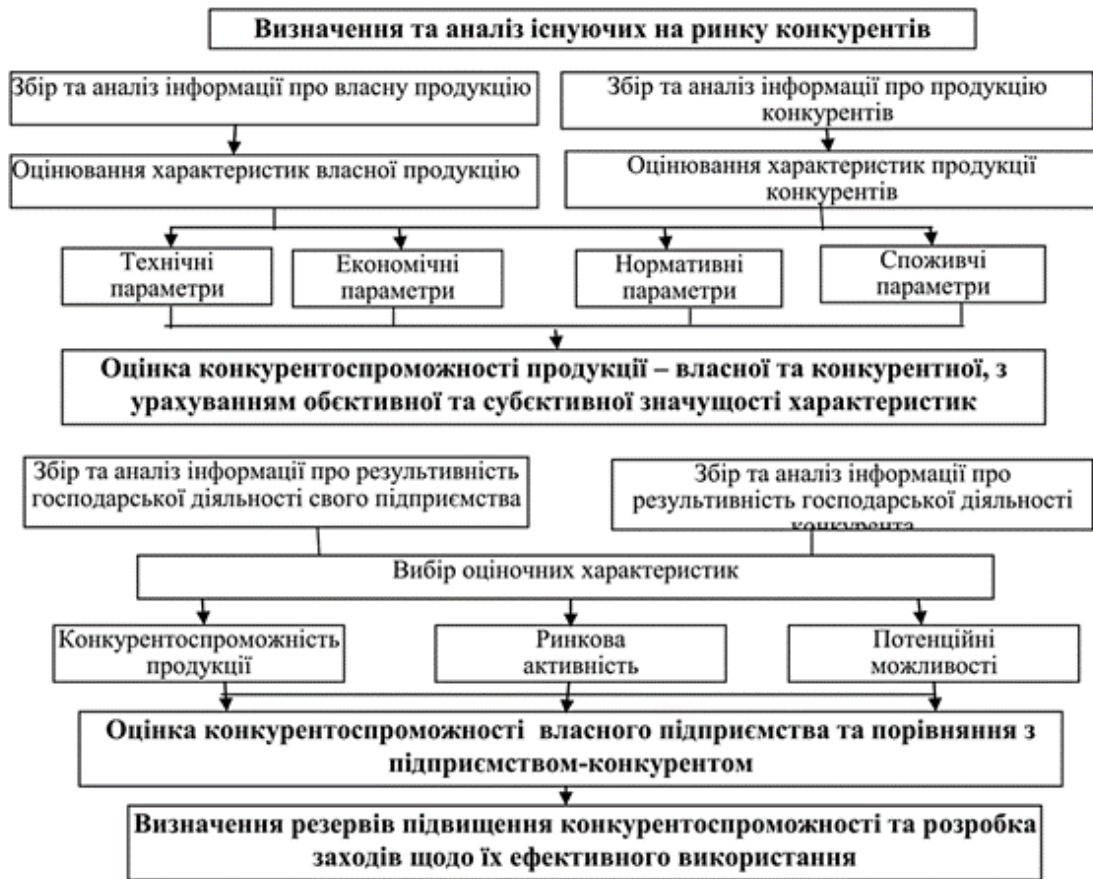 Визначення та аналіз існуючих на ринку конкурентів
Збір та аналіз інформації про власну продукцію
Збір та аналіз інформації про продукцію
конкурентів
Оцінювання характеристик власної продукцію
Оцінювання характеристик продукції
конкурентів
Технічні
параметри
Економічні
параметри
Нормативні
параметри
Споживчі
параметри
Оцінка конкурентоспроможності продукції – власної та конкурентної, з
урахуванням обєктивної та субєктивної значущості характеристик
Збір та аналіз інформації про результивність
господарської діяльності свого підприємства
Збір та аналіз інформації про
результивність господарської діяльності
конкурента
Вибір оціночних характеристик
Конкурентоспроможність
продукції
Ринкова
активність
Потенційні
можливості
Оцінка конкурентоспроможності власного підприємства та порівняння з
підприємством-конкурентом
Визначення резервів підвищення конкурентоспроможності та розробка
заходів щодо їх ефективного використання